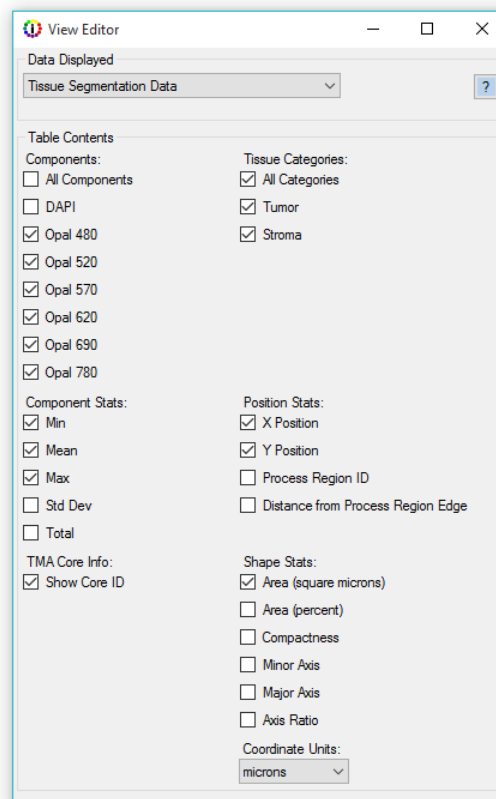 View Editor
Data Displayed
Tissue Segmentation Data
?
Table Contents
Components:
All Components
DAPI
Opal 480
Opal 520
Opal 570
Opal 620
Opal 690
Opal 780
Tissue Categories:
All Categories
Tumor
Stroma
Component Stats:
Min
Mean
Max
Std Dev
Total
Position Stats:
X Position
Y Position
Process Region ID
Distance from Process Region Edge
TMA Core Info:
Show Core ID
Shape Stats:
Area (square microns)
Area (percent)
Compactness
Minor Axis
Major Axis
Axis Ratio
Coordinate Units:
microns